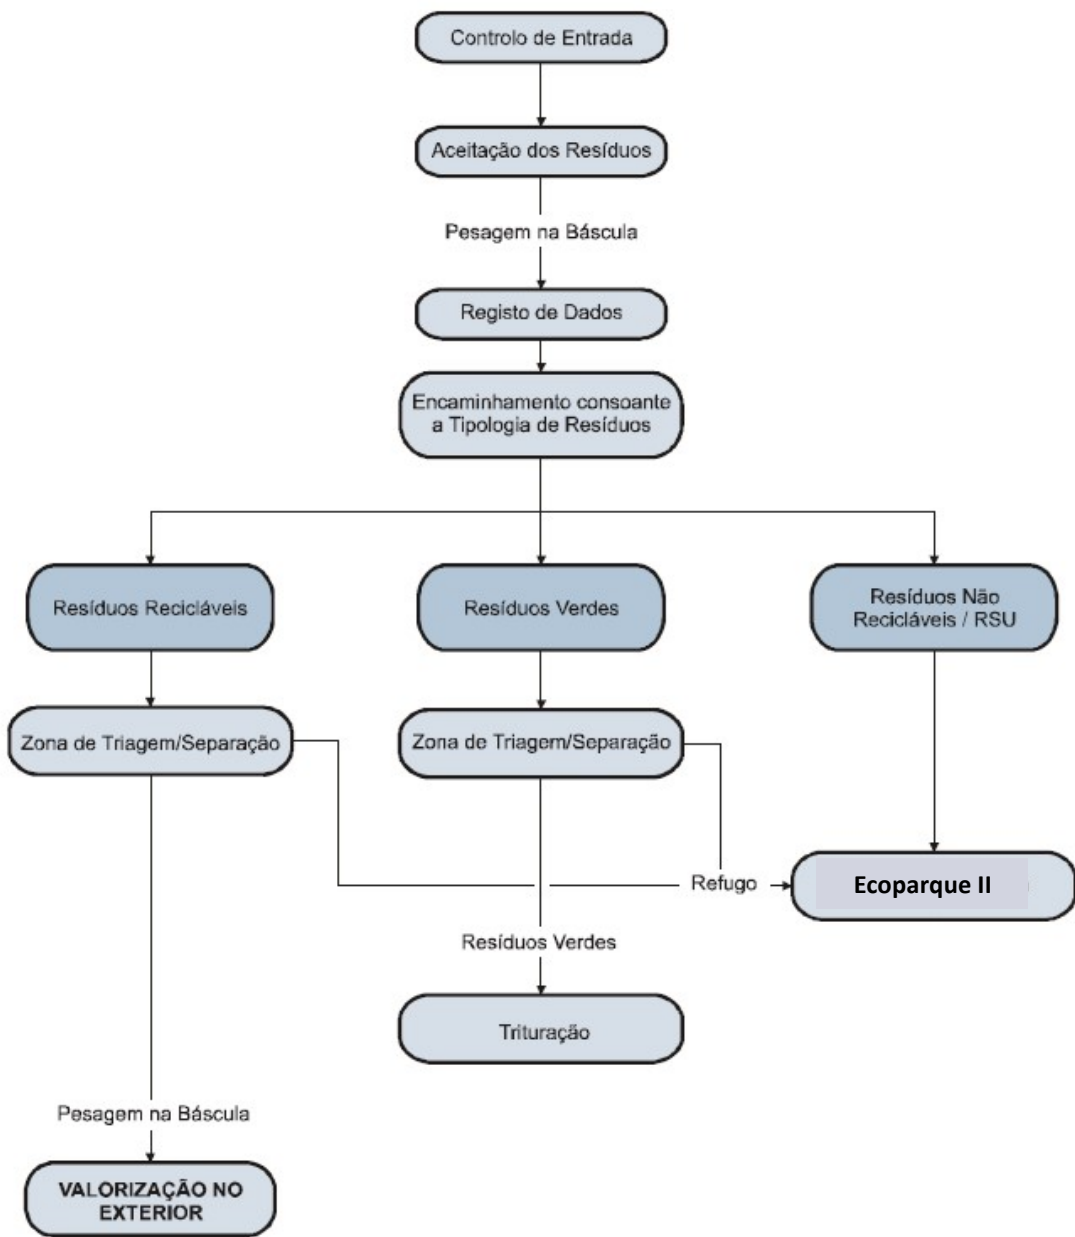 Controlo de Entrada
Aceitação dos Resíduos
Pesagem na Báscula
Registo de Dados
Encaminhamento consoante
a Tipologia de Resíduos
Resíduos Recicláveis
Resíduos Verdes
Resíduos Não
Recicláveis / RSU
Zona de Triagem/Separação
Zona de Triagem/Separação
Refugo
Ecoparque II
Resíduos Verdes
Trituração
Pesagem na Báscula
VALORIZAÇÃO NO
EXTERIOR